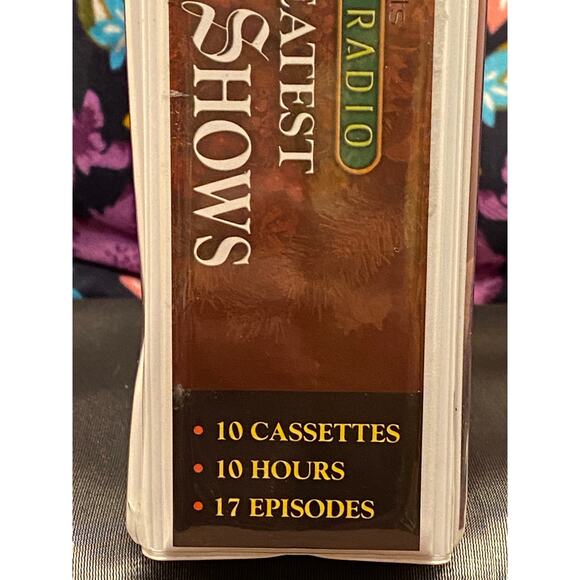 RADIO
EATEST
SHOWS
• 10 CASSETTES
• 10 HOURS
• 17 EPISODES